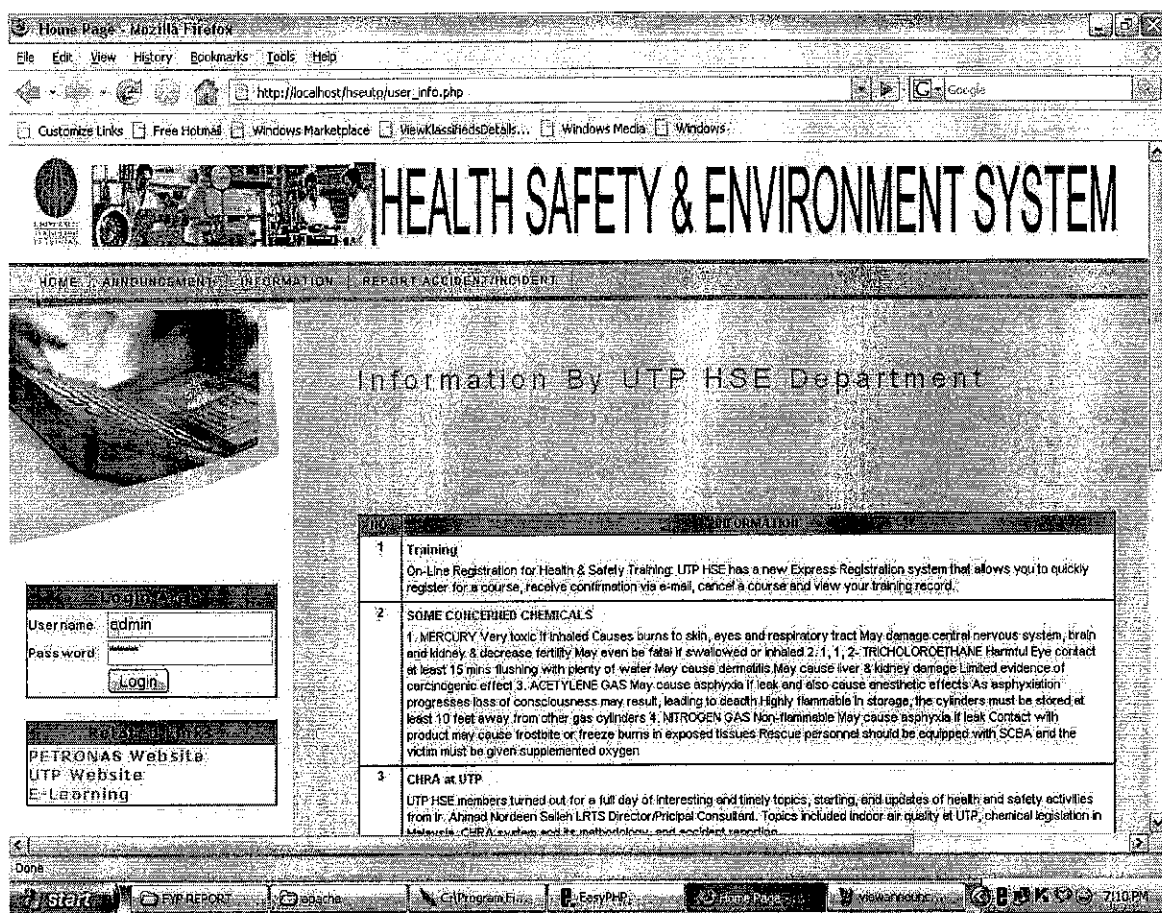 Home Page - Mozilla Firefox
File Edit View History Bookmarks Tools Help
http://localhost/hseutp/user_info.php
Google
Customize Links Free Hotmail Windows Marketplace ViewKlassifiedsDetails... Windows Media Windows
HEALTH SAFETY & ENVIRONMENT SYSTEM
HOME ANNOUNCEMENT INFORMATION REPORT ACCIDENT/INCIDENT
Information By UTP HSE Department
NO INFORMATION
1 Training
On-Line Registration for Health & Safety Training: UTP HSE has a new Express Registration system that allows you to quickly
register for a course, receive confirmation via e-mail, cancel a course and view your training record.
2 SOME CONCERNED CHEMICALS
1. MERCURY Very toxic if inhaled Causes burns to skin, eyes and respiratory tract May damage central nervous system, brain
and kidney & decrease fertility May even be fatal if swallowed or inhaled 2. 1, 1, 2- TRICHOLOROETHANE Harmful Eye contact
at least 15 mins flushing with plenty of water May cause dermatitis May cause liver & kidney damage Limited evidence of
carcinogenic effect 3. ACETYLENE GAS May cause asphyxia if leak and also cause anesthetic effects As asphyxiation
progresses loss of consciousness may result, leading to death Highly flammable in storage, the cylinders must be stored at
least 10 feet away from other gas cylinders 4. NITROGEN GAS Non-flammable May cause asphyxia if leak Contact with
product may cause frostbite or freeze burns in exposed tissues Rescue personnel should be equipped with SCBA and the
victim must be given supplemented oxygen
3 CHRA at UTP
UTP HSE members turned out for a full day of interesting and timely topics, starting, and updates of health and safety activities
from Ir. Ahmad Nordeen Salleh LRTS Director/Pricipal Consultant. Topics included indoor air quality at UTP, chemical legislation in
Malaysia, CHRA system and its methodology, and accident reporting
Username admin
Password
Login
PETRONAS Website
UTP Website
E-Learning
Done
start FYP REPORT apache C:\Program Fi... EasyPHP Home Page viewannounc... 7:10 PM